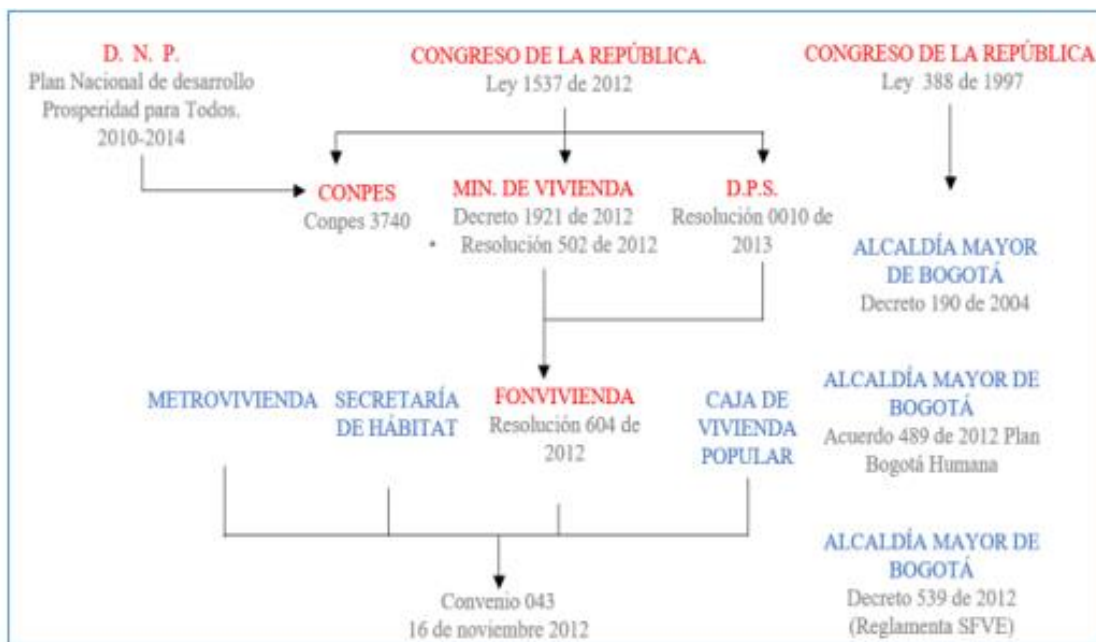 D. N. P.
Plan Nacional de desarrollo
Prosperidad para Todos.
2010-2014
CONGRESO DE LA REPÚBLICA.
Ley 1537 de 2012
CONGRESO DE LA REPÚBLICA
Ley 388 de 1997
CONPES
Conpes 3740
MIN. DE VIVIENDA
Decreto 1921 de 2012
• Resolución 502 de 2012
D.P.S.
Resolución 0010 de
2013
ALCALDÍA MAYOR
DE BOGOTÁ
Decreto 190 de 2004
METROVIVIENDA
SECRETARÍA
DE HÁBITAT
FONVIVIENDA
Resolución 604 de
2012
CAJA DE
VIVIENDA
POPULAR
ALCALDÍA MAYOR DE
BOGOTÁ
Acuerdo 489 de 2012 Plan
Bogotá Humana
Convenio 043
16 de noviembre 2012
ALCALDÍA MAYOR DE
BOGOTÁ
Decreto 539 de 2012
(Reglamenta SFVE)